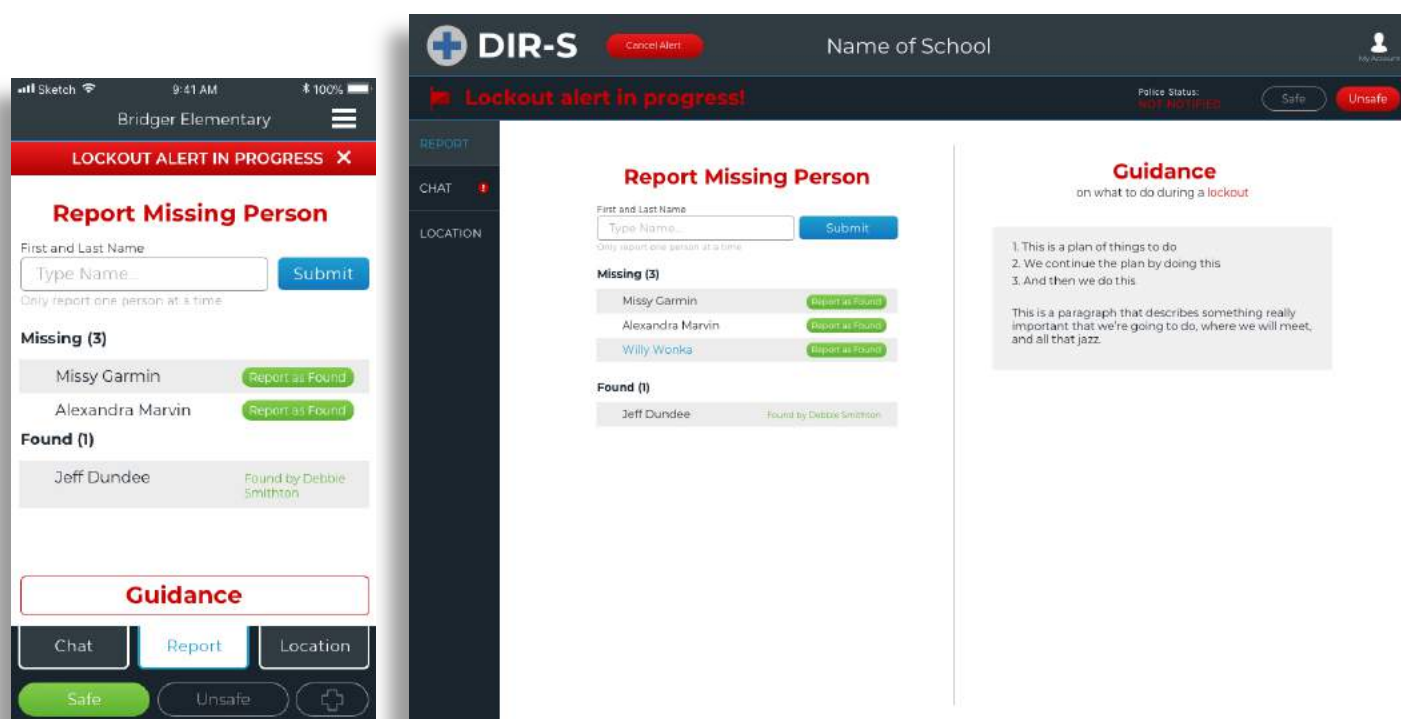 Sketch 9:41 AM 100%
Bridger Elementary
LOCKOUT ALERT IN PROGRESS X
Report Missing Person
First and Last Name
Type Name... Submit
Only report one person at a time
Missing (3)
Missy Garmin Report as Found
Alexandra Marvin Report as Found
Found (1)
Jeff Dundee Found by Debbie
Smithton
Guidance
Chat Report Location
Safe Unsafe
DIR-S Cancel Alert Name of School My Account
Lockout alert in progress! Police Status:
NOT NOTIFIED Safe Unsafe
REPORT
CHAT !
LOCATION
Report Missing Person
First and Last Name
Type Name... Submit
Only report one person at a time
Missing (3)
Missy Garmin Report as Found
Alexandra Marvin Report as Found
Willy Wonka Report as Found
Found (1)
Jeff Dundee Found by Debbie Smithton
Guidance
on what to do during a lockout
1. This is a plan of things to do
2. We continue the plan by doing this
3. And then we do this
This is a paragraph that describes something really
important that we're going to do, where we will meet,
and all that jazz.